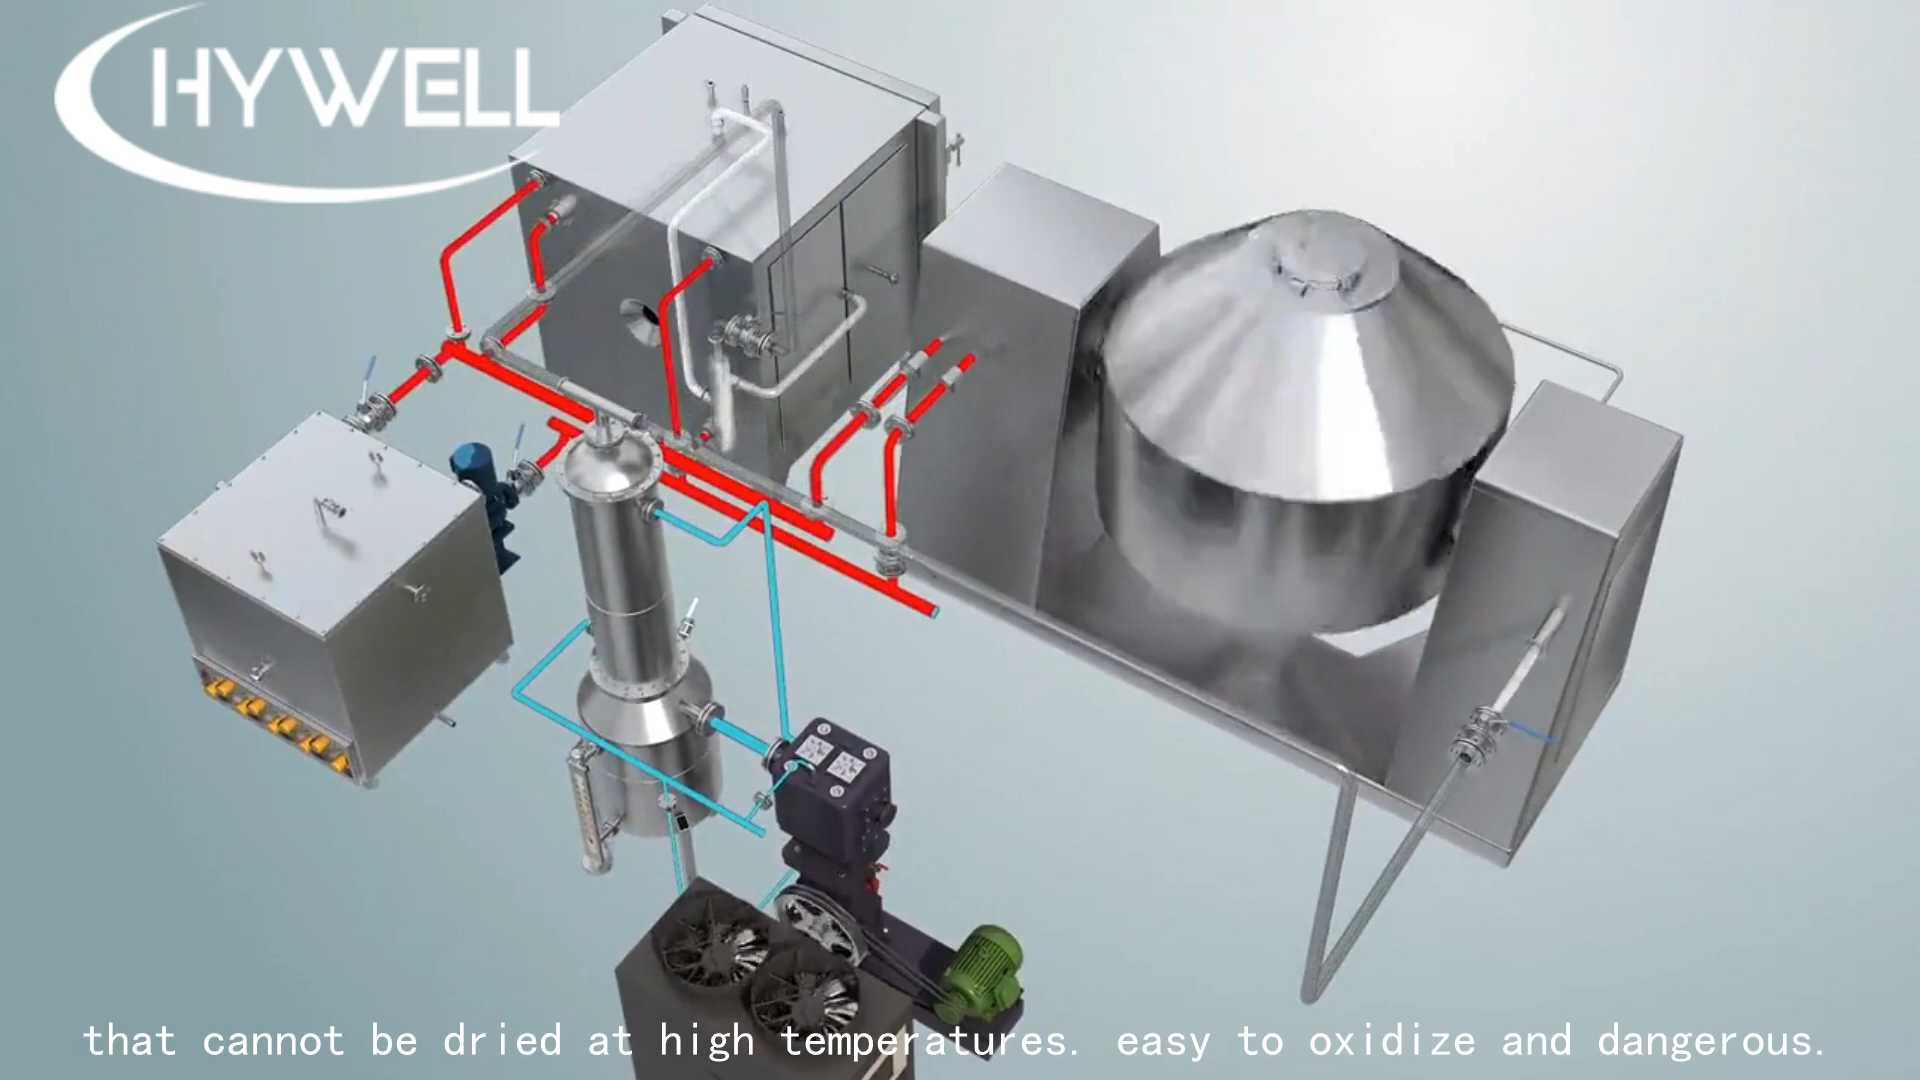 HYWELL
that cannot be dried at high temperatures. easy to oxidize and dangerous.